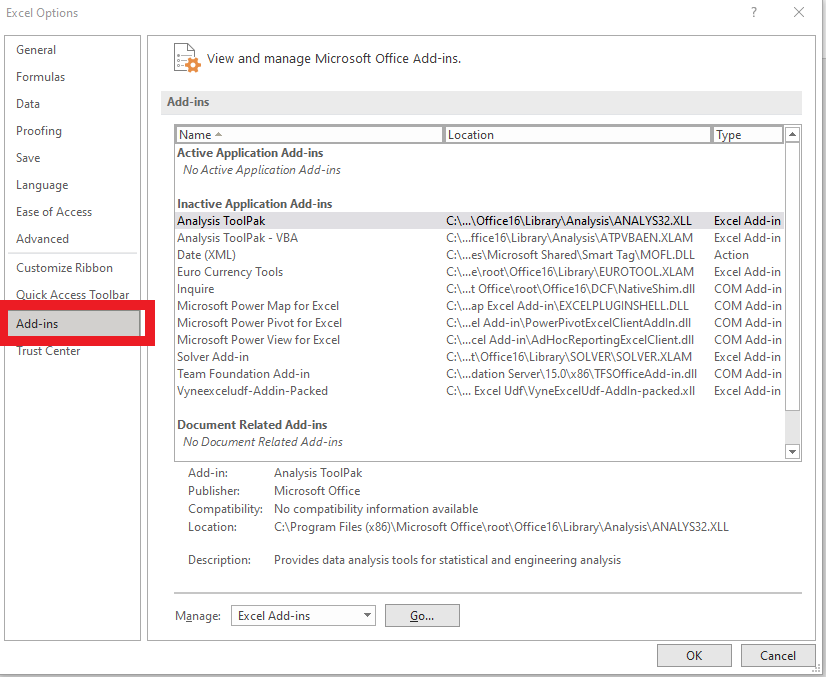 Excel Options
?
General
Formulas
Data
Proofing
Save
Language
Ease of Access
Advanced
Customize Ribbon
Quick Access Toolbar
Add-ins
Trust Center
View and manage Microsoft Office Add-ins.
Add-ins
Name Location Type
Active Application Add-ins
No Active Application Add-ins
Inactive Application Add-ins
Analysis ToolPak C:\...\Office16\Library\Analysis\ANALYS32.XLL Excel Add-in
Analysis ToolPak - VBA C:\...ffice16\Library\Analysis\ATPVBAEN.XLAM Excel Add-in
Date (XML) C:\...es\Microsoft Shared\Smart Tag\MOFL.DLL Action
Euro Currency Tools C:\...e\root\Office16\Library\EUROTOOL.XLAM Excel Add-in
Inquire C:\...t Office\root\Office16\DCF\NativeShim.dll COM Add-in
Microsoft Power Map for Excel C:\...ap Excel Add-in\EXCELPLUGINSHELL.DLL COM Add-in
Microsoft Power Pivot for Excel C:\...el Add-in\PowerPivotExcelClientAddIn.dll COM Add-in
Microsoft Power View for Excel C:\...cel Add-in\AdHocReportingExcelClient.dll COM Add-in
Solver Add-in C:\...t\Office16\Library\SOLVER\SOLVER.XLAM Excel Add-in
Team Foundation Add-in C:\...dation Server\15.0\x86\TFSOfficeAdd-in.dll COM Add-in
Vyneexceludf-Addin-Packed C:\... Excel Udf\VyneExcelUdf-AddIn-packed.xll Excel Add-in
Document Related Add-ins
No Document Related Add-ins
Add-in: Analysis ToolPak
Publisher: Microsoft Office
Compatibility: No compatibility information available
Location: C:\Program Files (x86)\Microsoft Office\root\Office16\Library\Analysis\ANALYS32.XLL
Description: Provides data analysis tools for statistical and engineering analysis
Manage: Excel Add-ins Go...
OK Cancel